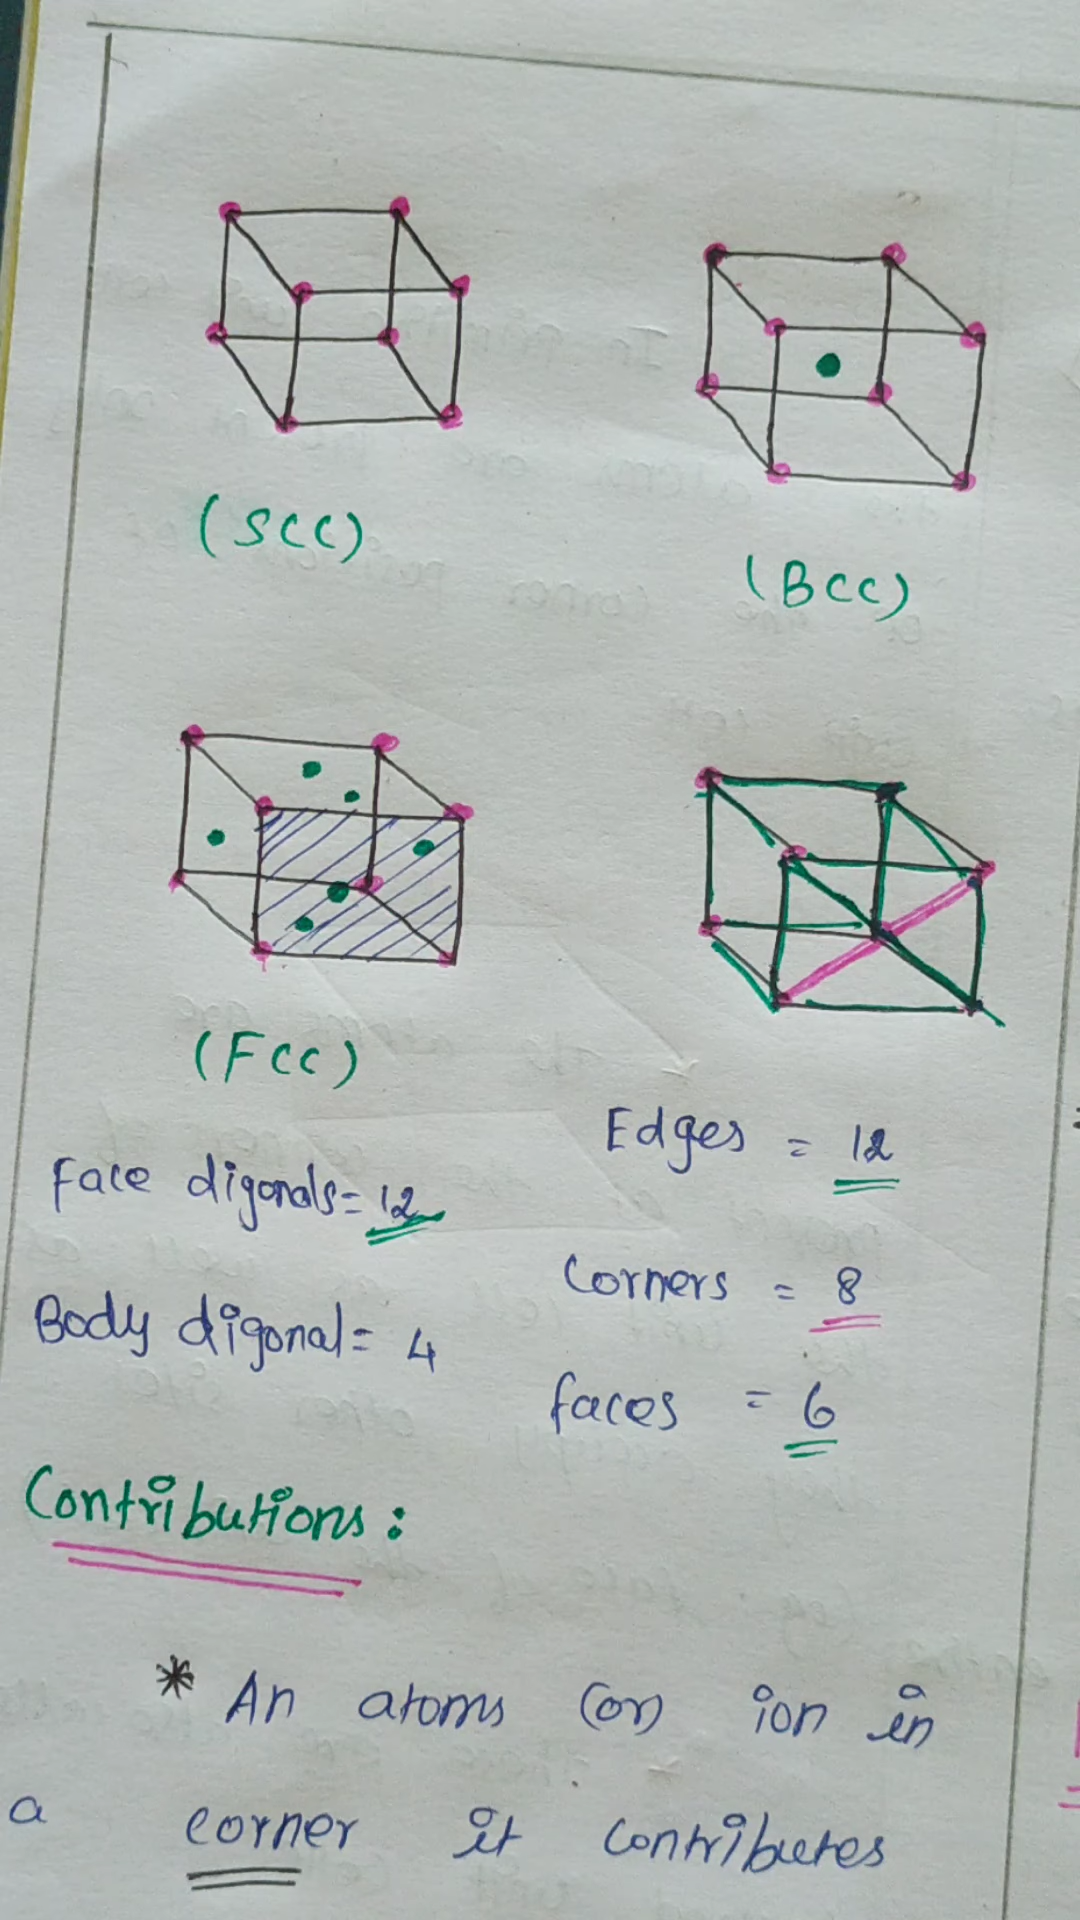 (SCC)
(BCC)
(FCC)
Edges = 12
Face digonals = 12
Corners = 8
Body digonal = 4
faces = 6
Contributions :
* An atoms (or) ion in
a corner it contributes